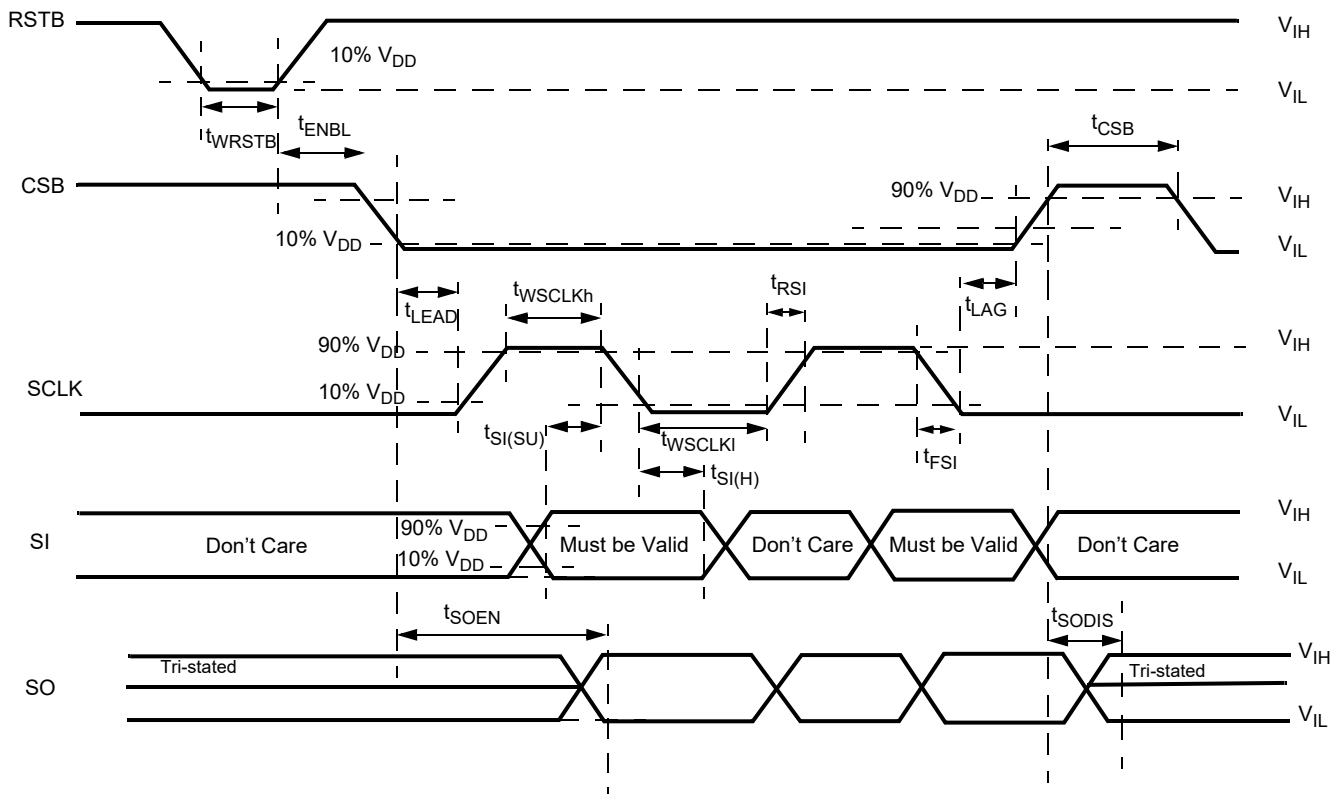 RSTB
V_IH
10% V_DD
V_IL
t_WRSTB
t_ENBL
t_CSB
CSB
90% V_DD
V_IH
10% V_DD
V_IL
t_LEAD
t_WSCLKh
t_RSI
t_LAG
90% V_DD
V_IH
SCLK
10% V_DD
V_IL
t_SI(SU)
t_WSCLKl
t_FSI
t_SI(H)
SI
90% V_DD
V_IH
Don't Care
Must be Valid
Don't Care
Must be Valid
Don't Care
10% V_DD
V_IL
t_SOEN
t_SODIS
SO
Tri-stated
Tri-stated
V_IH
V_IL